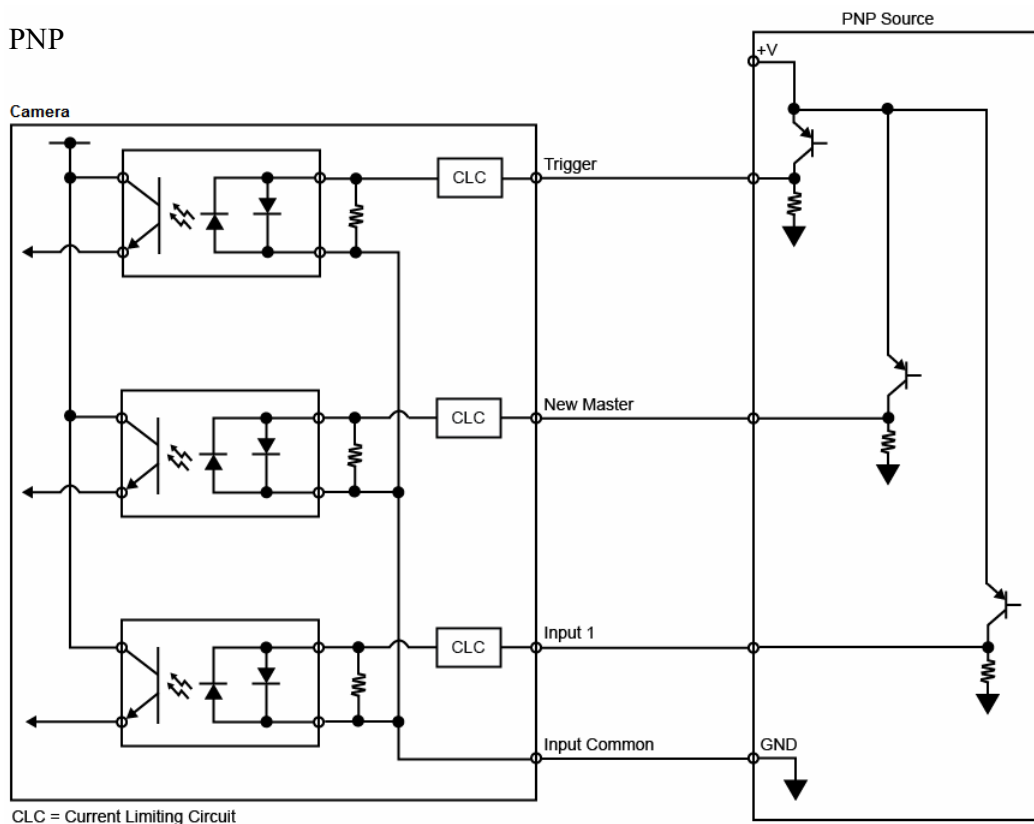 PNP
PNP Source
+V
Camera
CLC
Trigger
CLC
New Master
CLC
Input 1
Input Common
GND
CLC = Current Limiting Circuit